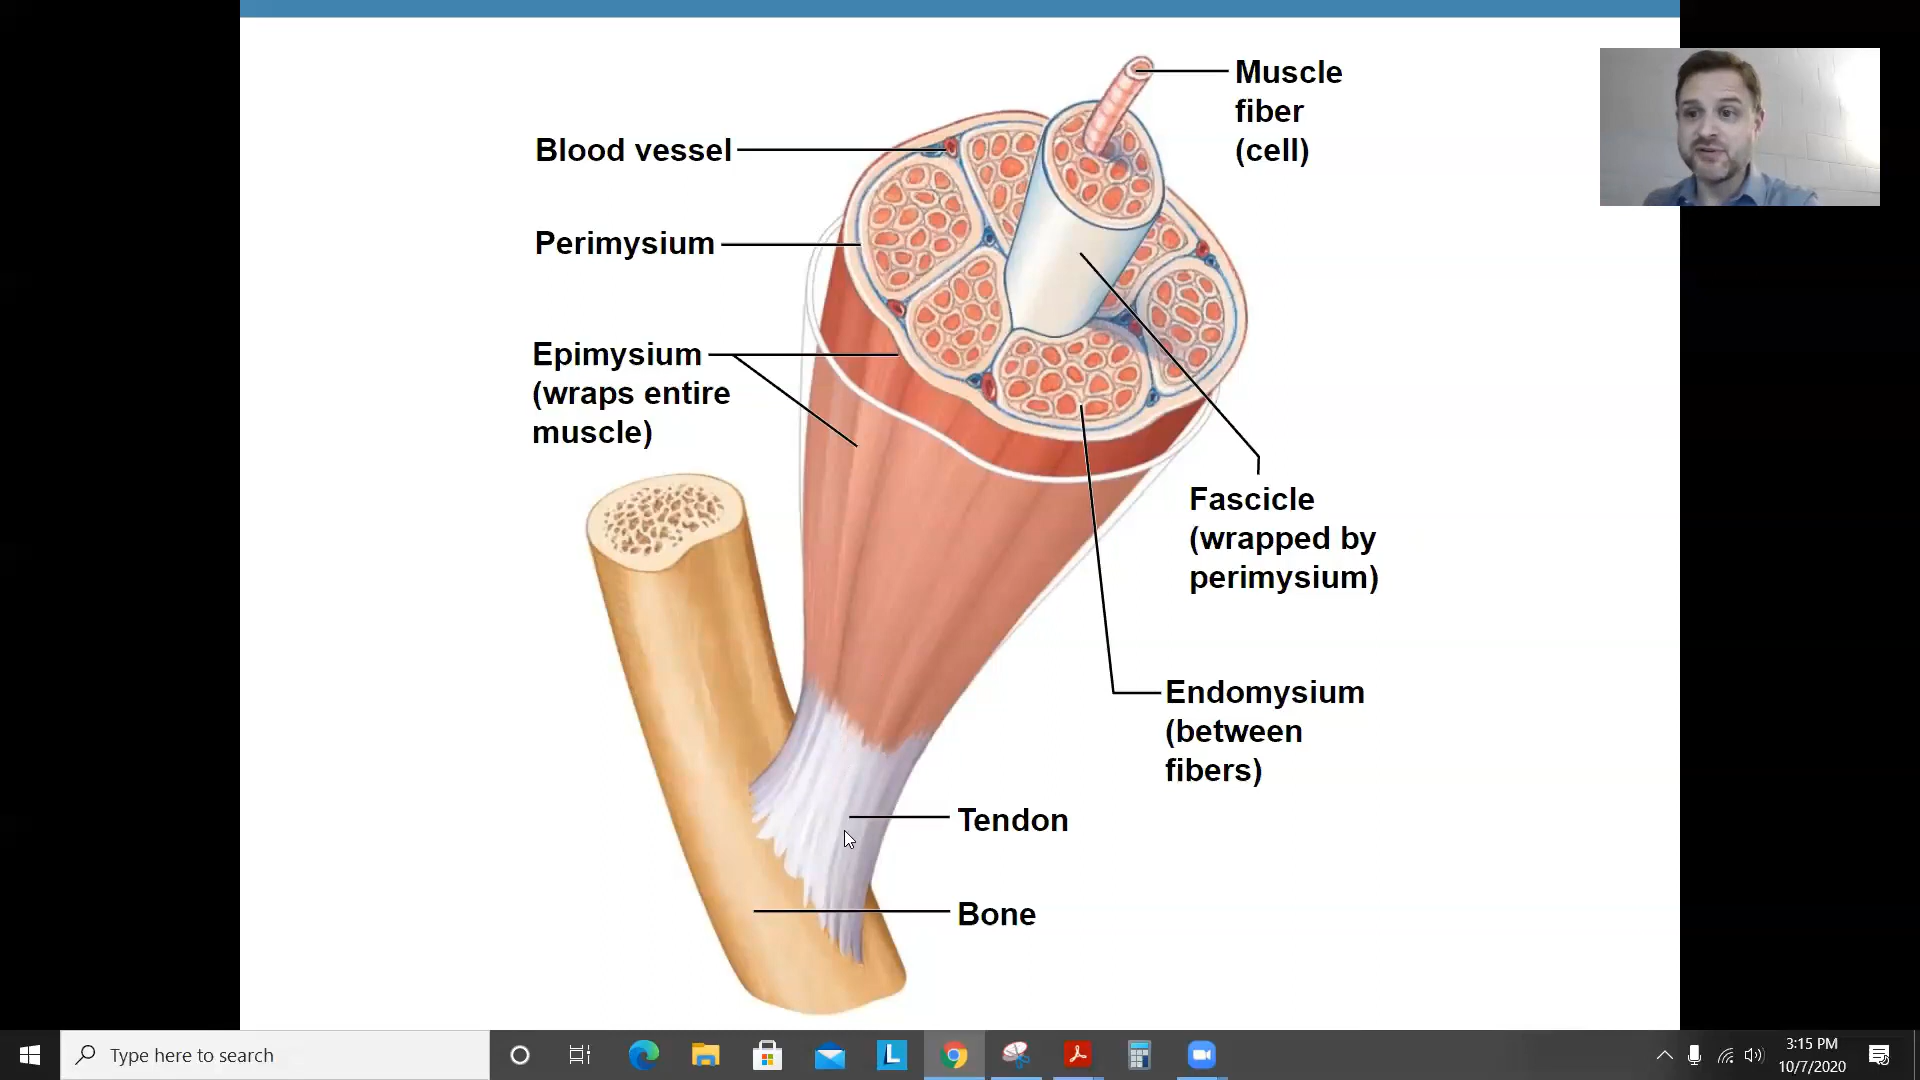 Muscle
fiber
(cell)
Blood vessel
Perimysium
Epimysium
(wraps entire
muscle)
Fascicle
(wrapped by
perimysium)
Endomysium
(between
fibers)
Tendon
Bone
Type here to search
L
3:15 PM
10/7/2020